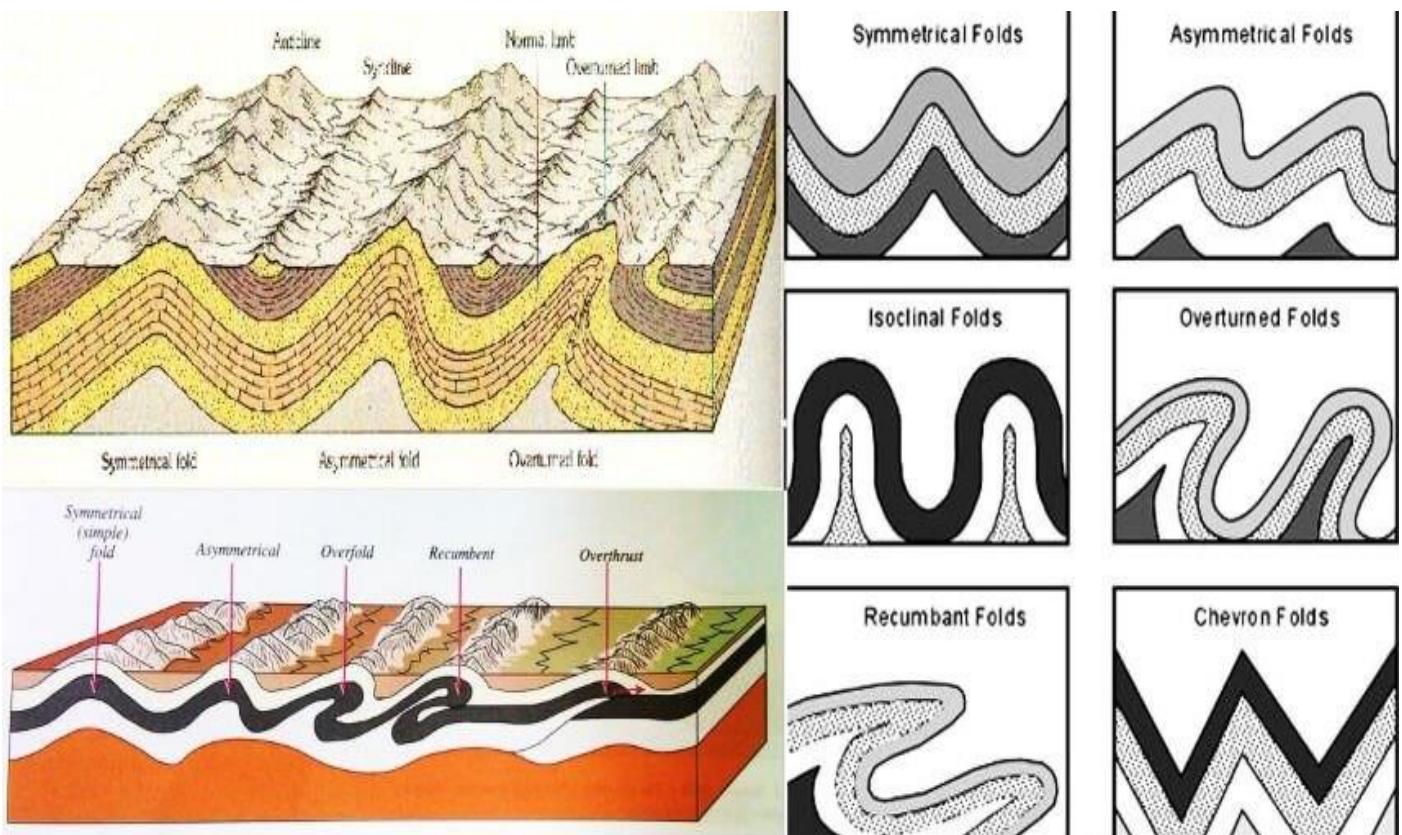 Anticline
Syncline
Normal limb
Overturned limb
Symmetrical fold
Asymmetrical fold
Overturned fold
Symmetrical
(simple)
fold
Asymmetrical
Overfold
Recumbent
Overthrust
Symmetrical Folds
Asymmetrical Folds
Isoclinal Folds
Overturned Folds
Recumbant Folds
Chevron Folds